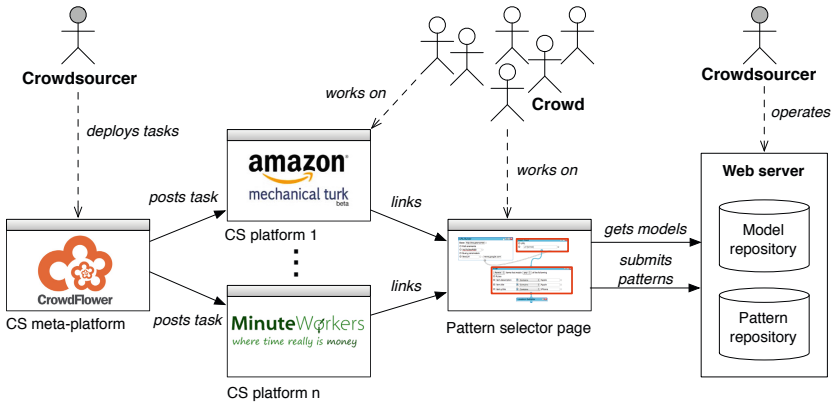 Crowdsourcer
deploys tasks
works on
Crowd
works on
Crowdsourcer
operates
amazon
mechanical turk
beta
CS platform 1
posts task
posts task
CrowdFlower
CS meta-platform
MinuteWorkers
where time really is money
CS platform n
links
links
Pattern selector page
gets models
submits
patterns
Web server
Model
repository
Pattern
repository